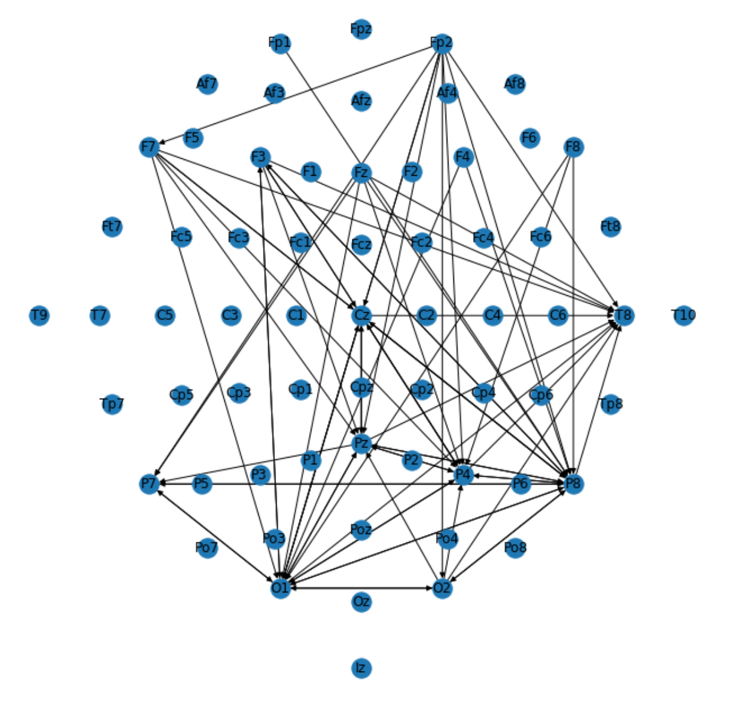 Fpz
Fp1 Fp2
Af7 Af3 Afz Af4 Af8
F7 F5 F3 F1 Fz F2 F4 F6 F8
Ft7 Fc5 Fc3 Fc1 Fcz Fc2 Fc4 Fc6 Ft8
T9 T7 C5 C3 C1 Cz C2 C4 C6 T8 T10
Tp7 Cp5 Cp3 Cp1 Cpz Cp2 Cp4 Cp6 Tp8
P7 P5 P3 P1 Pz P2 P4 P6 P8
Po7 Po3 Poz Po4 Po8
O1 Oz O2
Iz